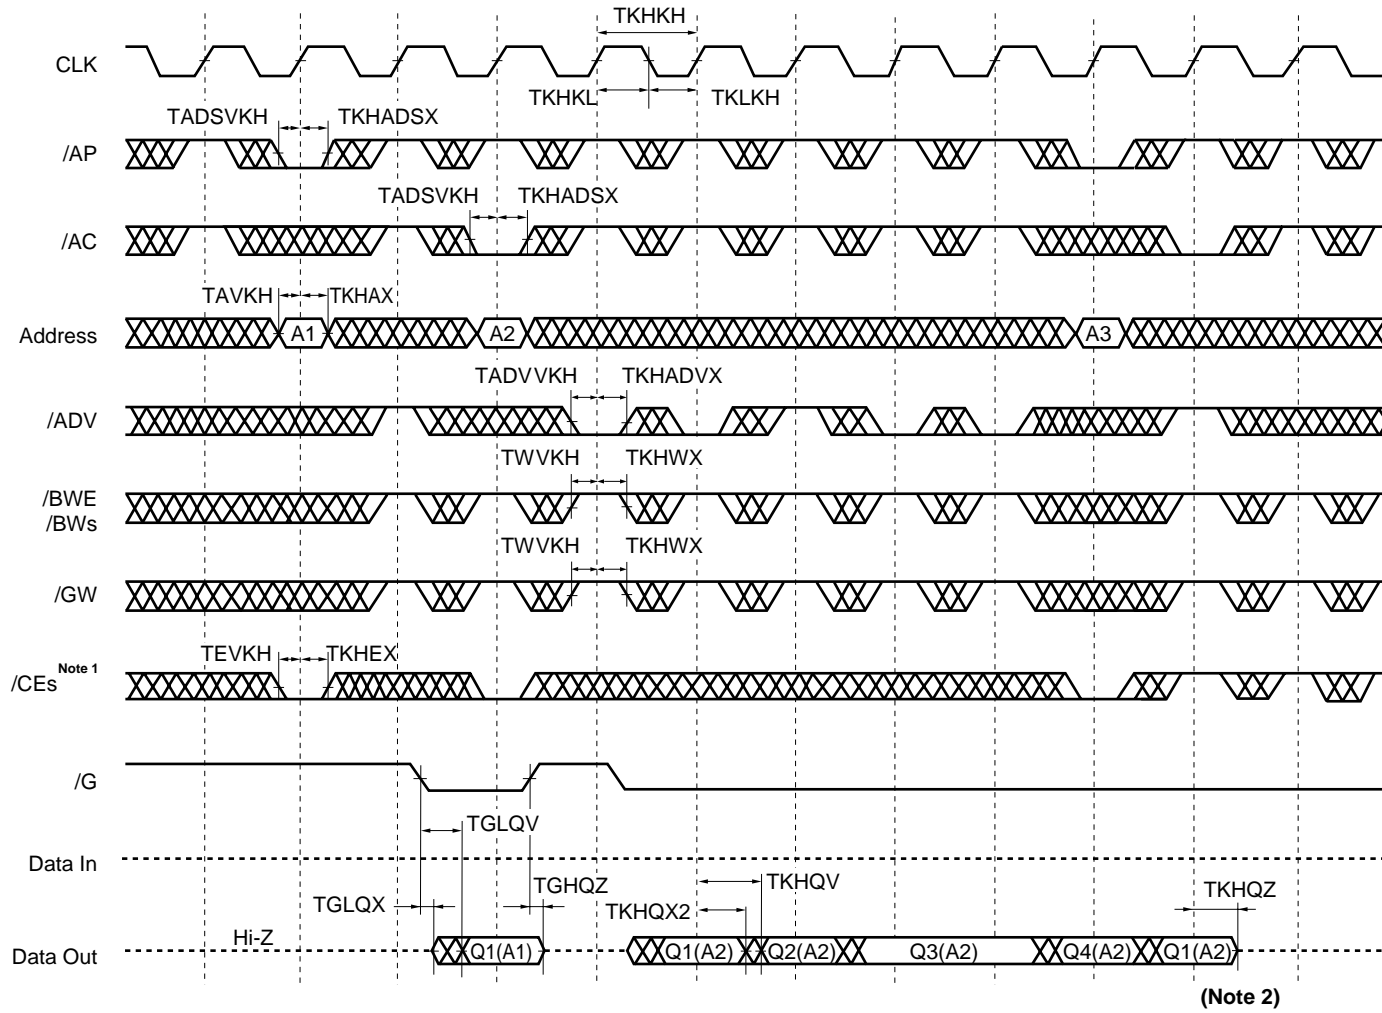 TKHKH
CLK
TKHKL TKLKH
TADSVKH TKHADSX
/AP
TADSVKH TKHADSX
/AC
TAVKH TKHAX
Address A1 A2 A3
TADVVKH TKHADVX
/ADV
TWVKH TKHWX
/BWE
/BWs
TWVKH TKHWX
/GW
TEVKH TKHEX
/CEs Note 1
/G
TGLQV
Data In
TGLQX TGHQZ TKHQX2 TKHQV TKHQZ
Hi-Z
Data Out Q1(A1) Q1(A2) Q2(A2) Q3(A2) Q4(A2) Q1(A2)
(Note 2)